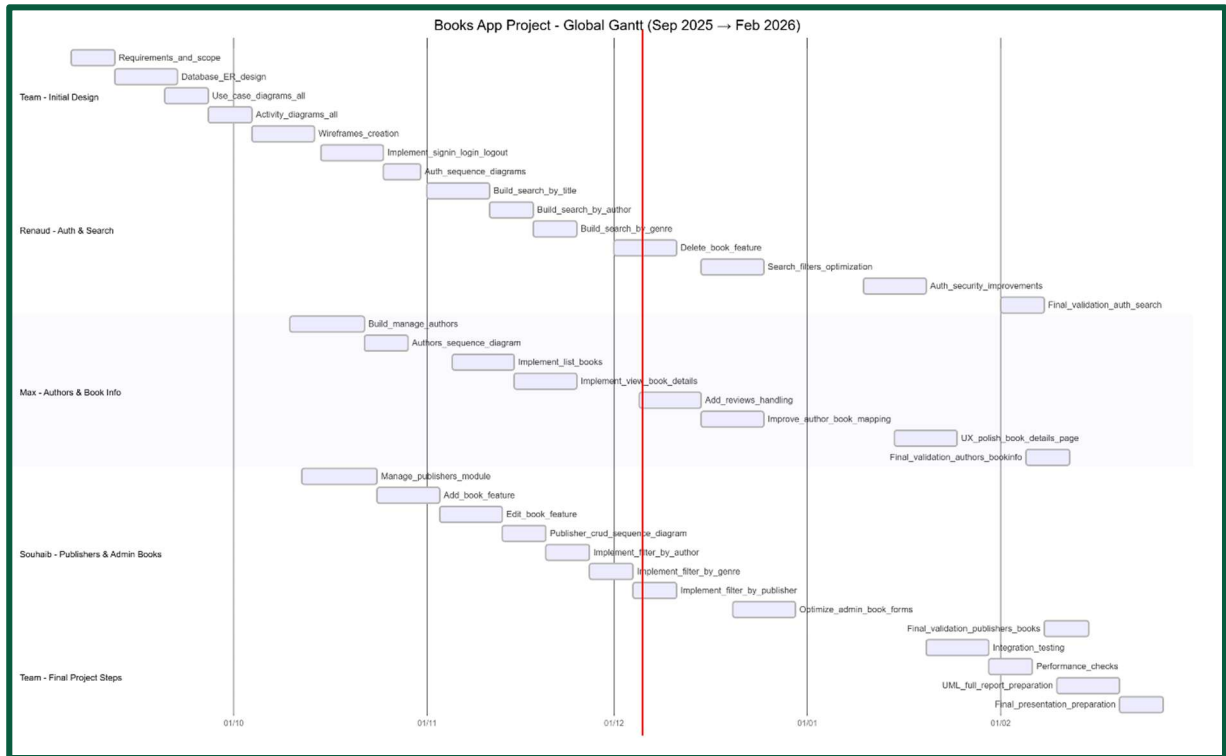 Books App Project - Global Gantt (Sep 2025 → Feb 2026)
Requirements_and_scope
Database_ER_design
Team - Initial Design
Use_case_diagrams_all
Activity_diagrams_all
Wireframes_creation
Implement_signin_login_logout
Auth_sequence_diagrams
Build_search_by_title
Build_search_by_author
Renaud - Auth & Search
Build_search_by_genre
Delete_book_feature
Search_filters_optimization
Auth_security_improvements
Final_validation_auth_search
Build_manage_authors
Authors_sequence_diagram
Implement_list_books
Implement_view_book_details
Max - Authors & Book Info
Add_reviews_handling
Improve_author_book_mapping
UX_polish_book_details_page
Final_validation_authors_bookinfo
Manage_publishers_module
Add_book_feature
Edit_book_feature
Publisher_crud_sequence_diagram
Souhaib - Publishers & Admin Books
Implement_filter_by_author
Implement_filter_by_genre
Implement_filter_by_publisher
Optimize_admin_book_forms
Final_validation_publishers_books
Integration_testing
Performance_checks
Team - Final Project Steps
UML_full_report_preparation
Final_presentation_preparation
01/10 01/11 01/12 01/01 01/02